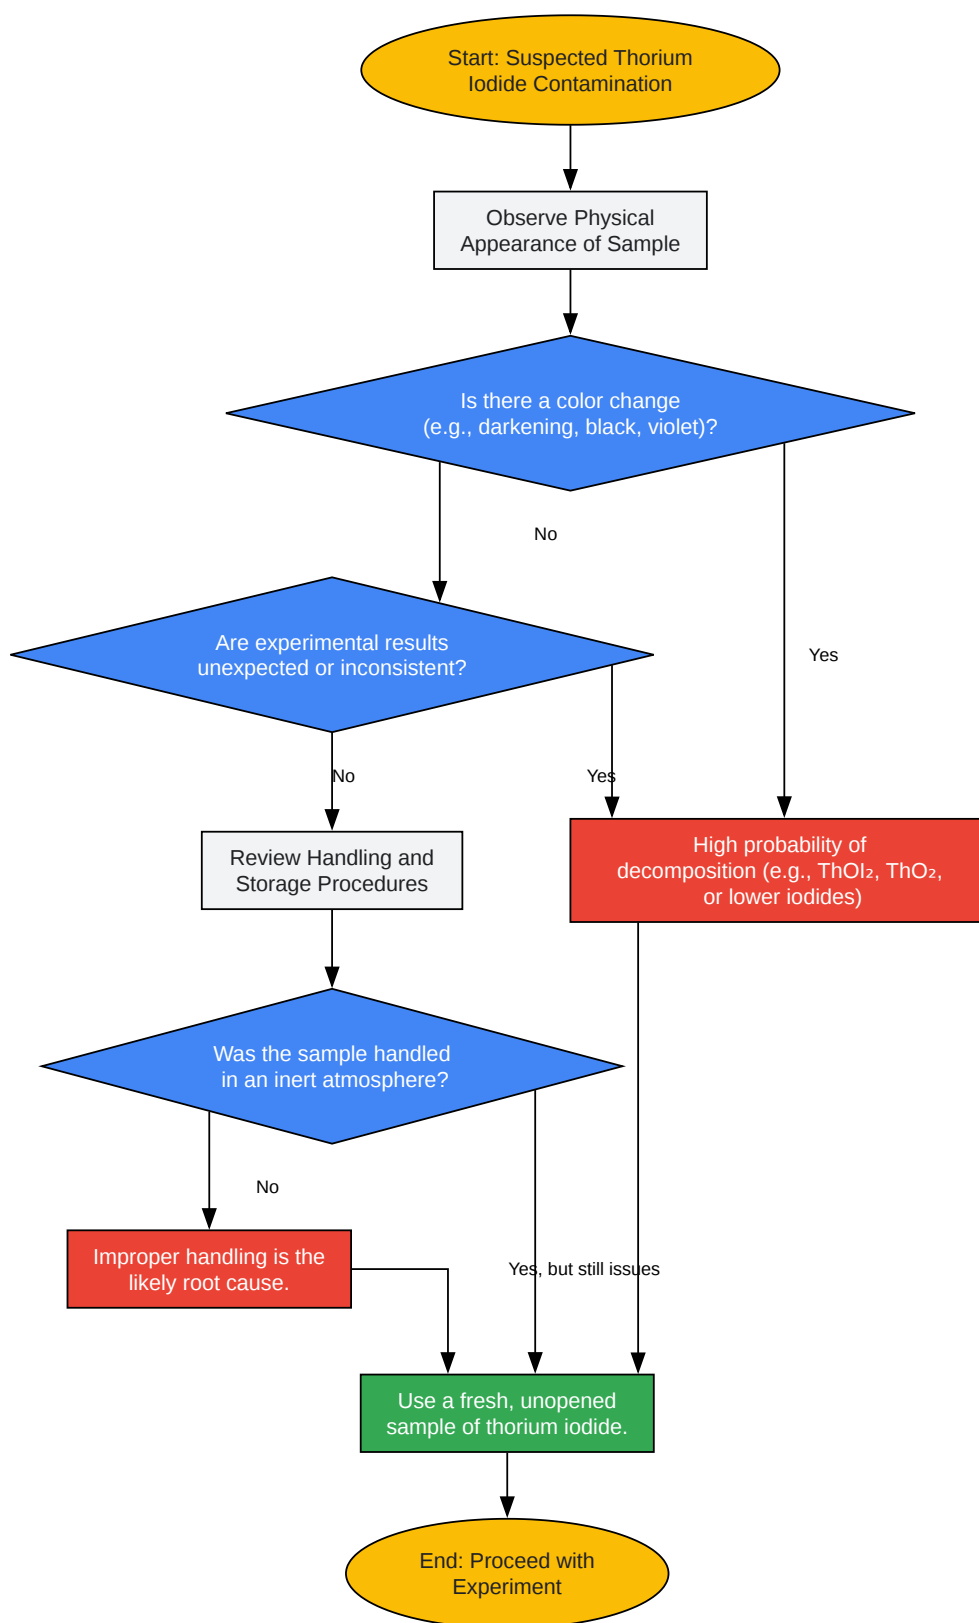 Start: Suspected Thorium
Iodide Contamination
Observe Physical
Appearance of Sample
Is there a color change
(e.g., darkening, black, violet)?
No
Yes
Are experimental results
unexpected or inconsistent?
No
Yes
Review Handling and
Storage Procedures
High probability of
decomposition (e.g., ThOI₂, ThO₂,
or lower iodides)
Was the sample handled
in an inert atmosphere?
No
Yes, but still issues
Improper handling is the
likely root cause.
Use a fresh, unopened
sample of thorium iodide.
End: Proceed with
Experiment